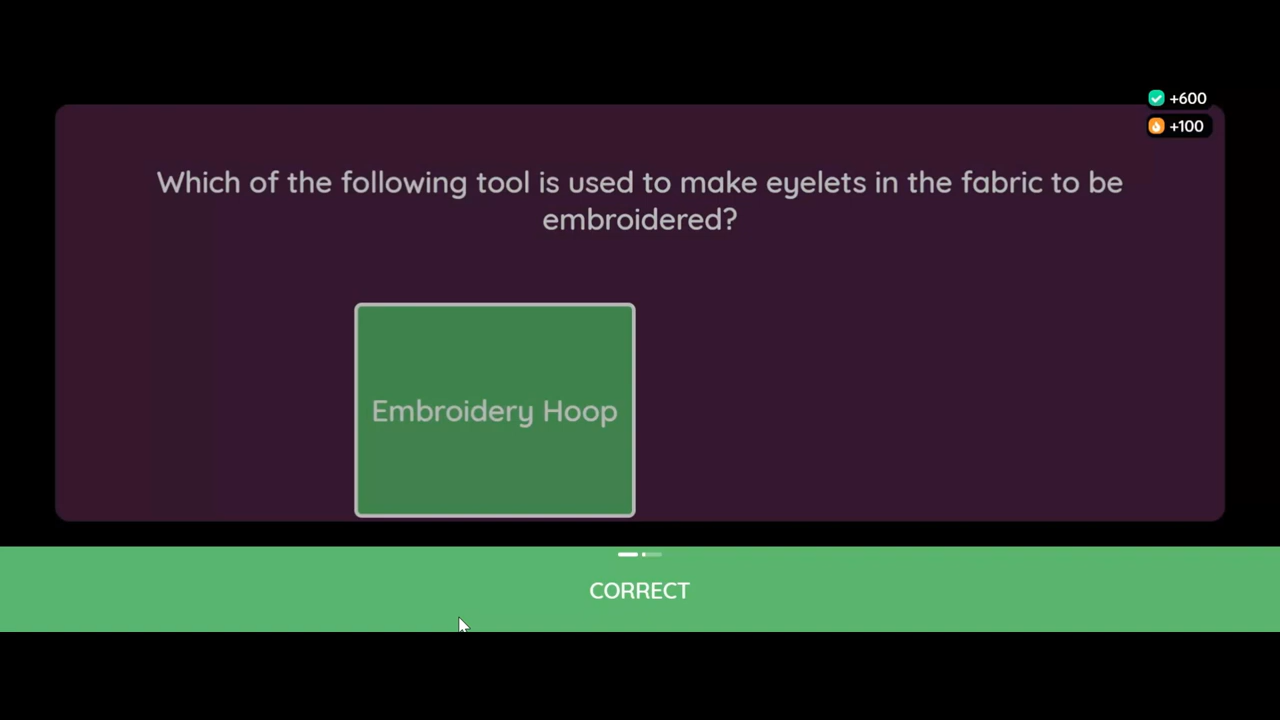 +600
+100
Which of the following tool is used to make eyelets in the fabric to be
embroidered?
Embroidery Hoop
CORRECT